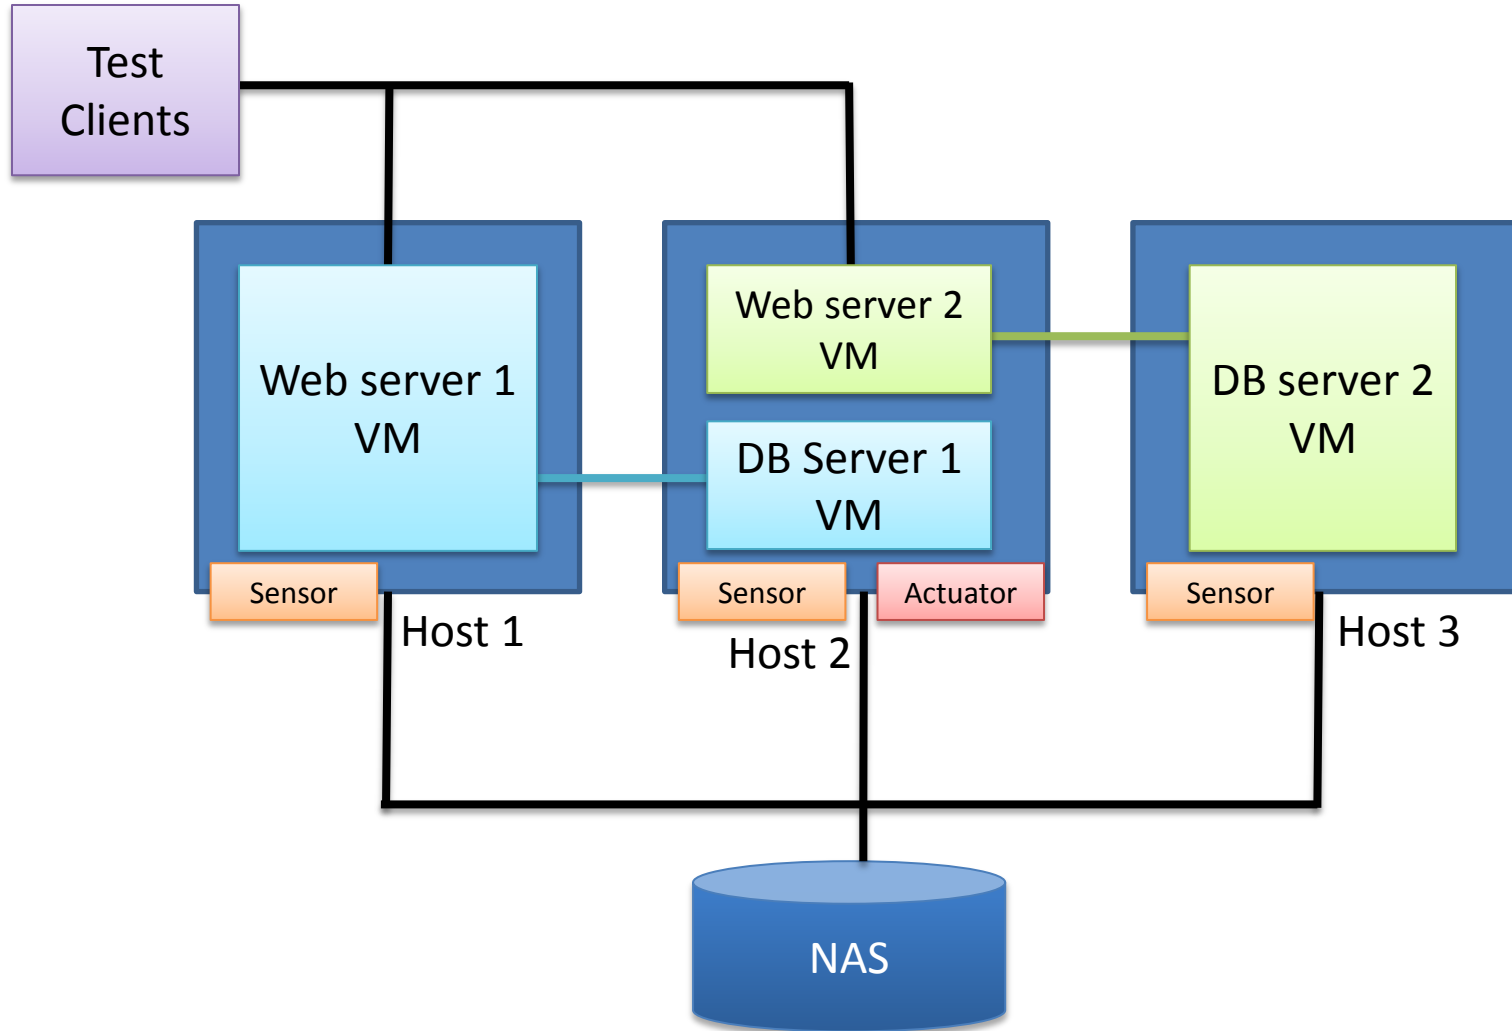 Test
Clients
Web server 1
VM
Web server 2
VM
DB Server 1
VM
DB server 2
VM
Sensor
Host 1
Sensor
Actuator
Host 2
Sensor
Host 3
NAS